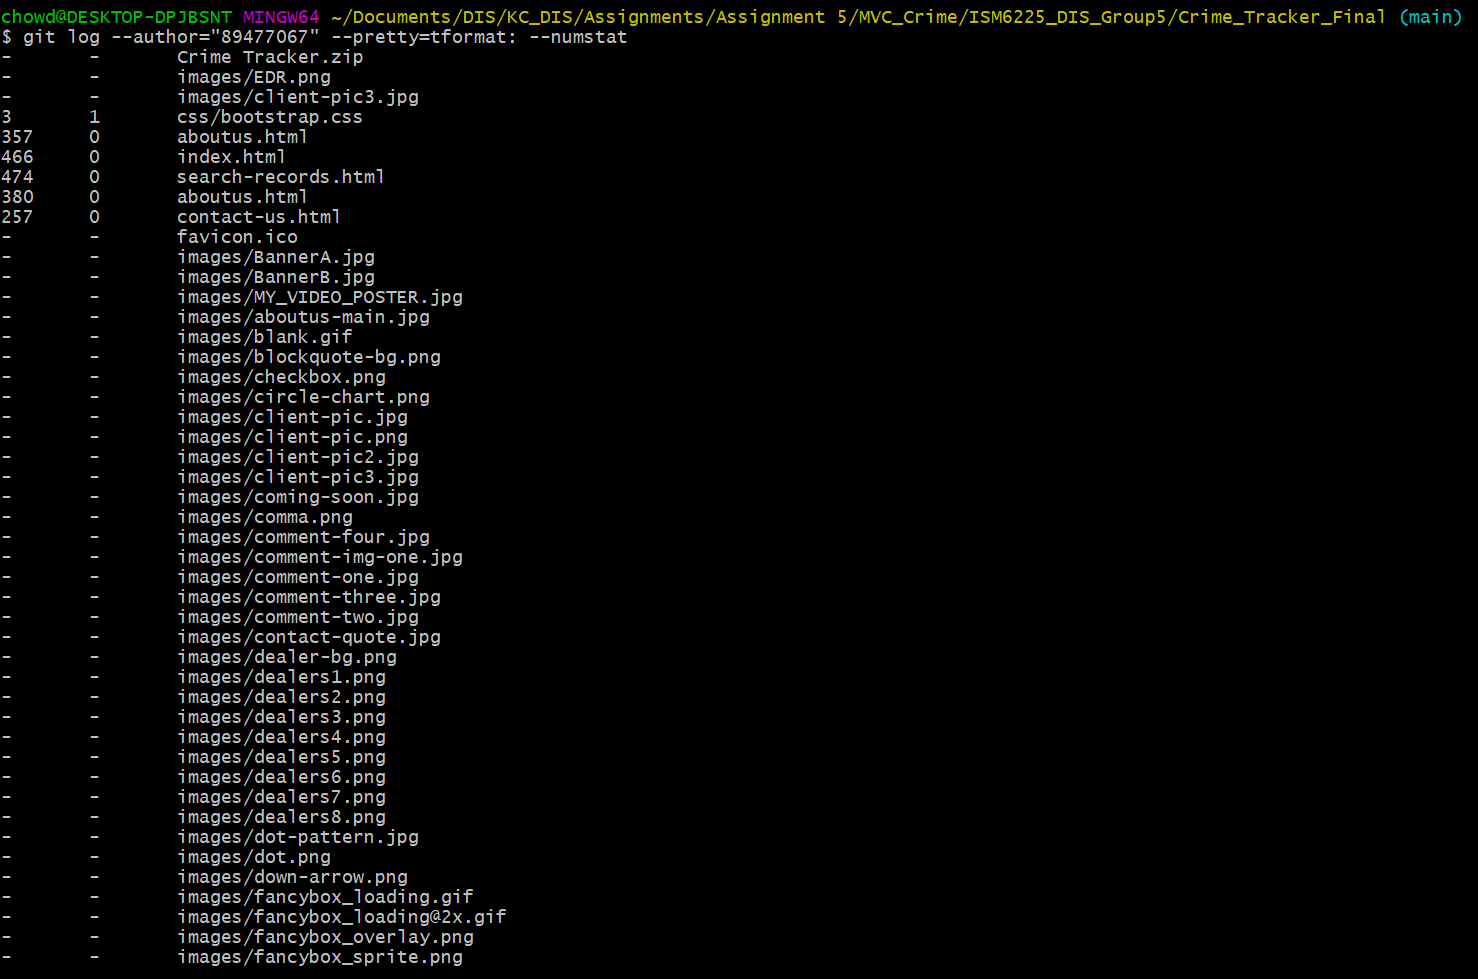 chowd@DESKTOP-DPJBSNT MINGW64 ~/Documents/DIS/KC_DIS/Assignments/Assignment 5/MVC_Crime/ISM6225_DIS_Group5/Crime_Tracker_Final (main)
$ git log --author="89477067" --pretty=tformat: --numstat
- - Crime Tracker.zip
- - images/EDR.png
- - images/client-pic3.jpg
3 1 css/bootstrap.css
357 0 aboutus.html
466 0 index.html
474 0 search-records.html
380 0 aboutus.html
257 0 contact-us.html
- - favicon.ico
- - images/BannerA.jpg
- - images/BannerB.jpg
- - images/MY_VIDEO_POSTER.jpg
- - images/aboutus-main.jpg
- - images/blank.gif
- - images/blockquote-bg.png
- - images/checkbox.png
- - images/circle-chart.png
- - images/client-pic.jpg
- - images/client-pic.png
- - images/client-pic2.jpg
- - images/client-pic3.jpg
- - images/coming-soon.jpg
- - images/comma.png
- - images/comment-four.jpg
- - images/comment-img-one.jpg
- - images/comment-one.jpg
- - images/comment-three.jpg
- - images/comment-two.jpg
- - images/contact-quote.jpg
- - images/dealer-bg.png
- - images/dealers1.png
- - images/dealers2.png
- - images/dealers3.png
- - images/dealers4.png
- - images/dealers5.png
- - images/dealers6.png
- - images/dealers7.png
- - images/dealers8.png
- - images/dot-pattern.jpg
- - images/dot.png
- - images/down-arrow.png
- - images/fancybox_loading.gif
- - images/fancybox_loading@2x.gif
- - images/fancybox_overlay.png
- - images/fancybox_sprite.png